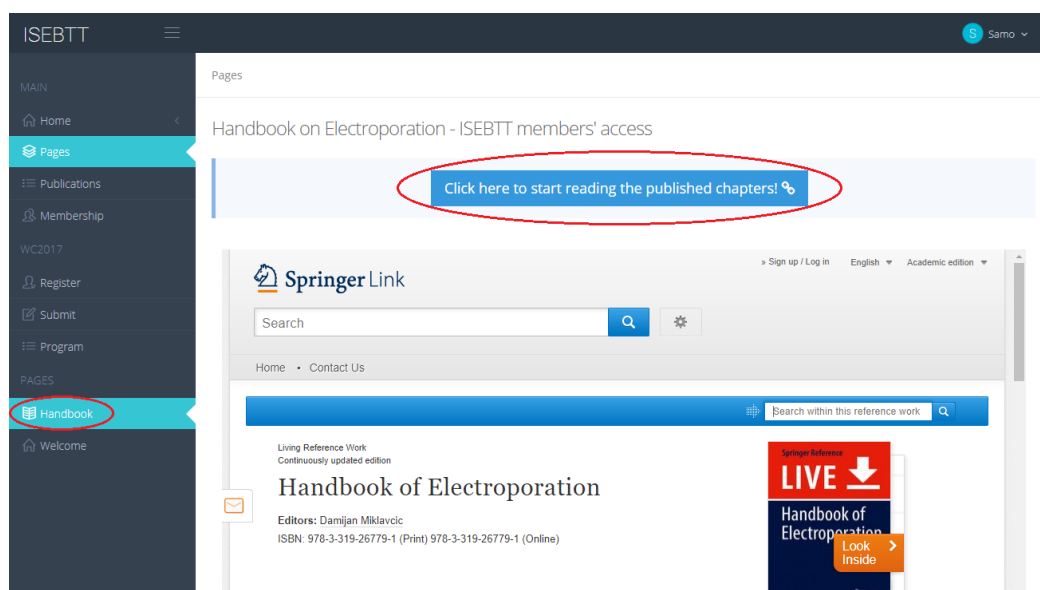 ISEBTT
S Samo
MAIN
Home
Pages
Publications
Membership
WC2017
Register
Submit
Program
PAGES
Handbook
Welcome
Pages
Handbook on Electroporation - ISEBTT members' access
Click here to start reading the published chapters!
Springer Link
» Sign up / Log in English Academic edition
Search
Home • Contact Us
Search within this reference work
Living Reference Work
Continuously updated edition
Handbook of Electroporation
Editors: Damijan Miklavcic
ISBN: 978-3-319-26779-1 (Print) 978-3-319-26779-1 (Online)
Springer Reference
LIVE
Handbook of
Electroporation
Look
Inside